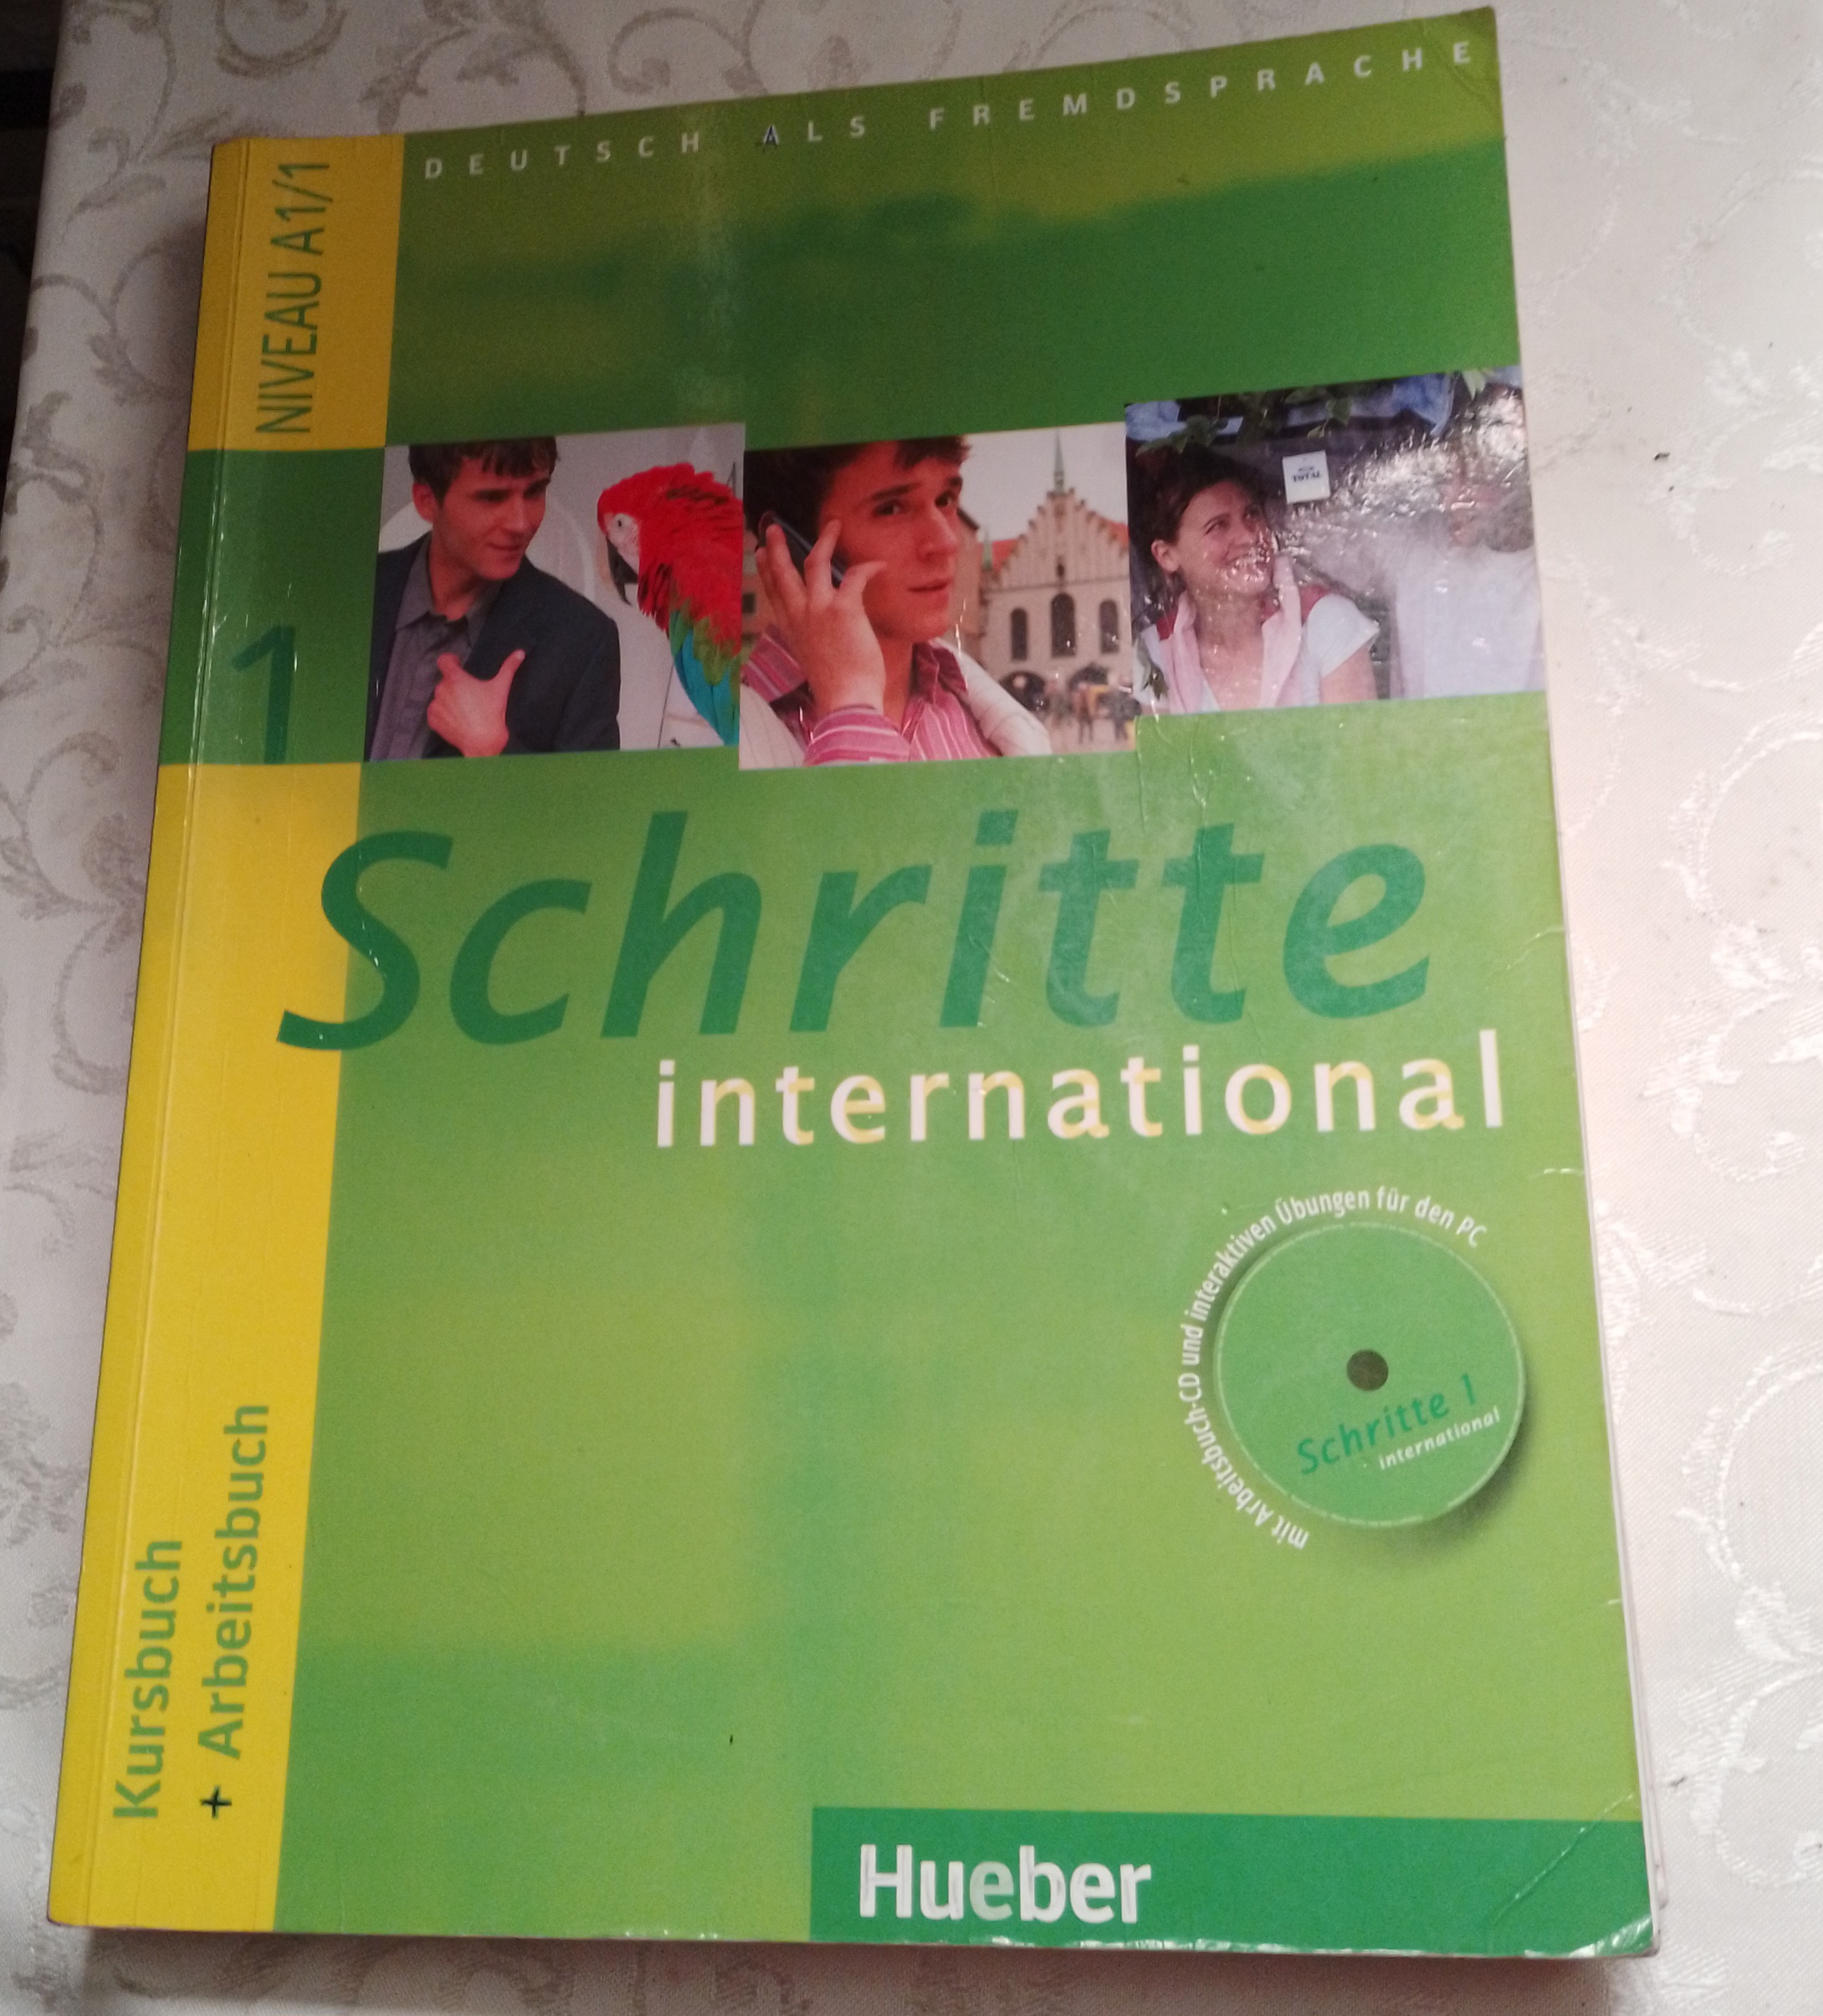 DEUTSCH ALS FREMDSPRACHE
NIVEAU A1/1
1
Schritte
international
mit Arbeitsbuch-CD und interaktiven Übungen für den PC
Schritte 1
international
Kursbuch
+ Arbeitsbuch
Hueber